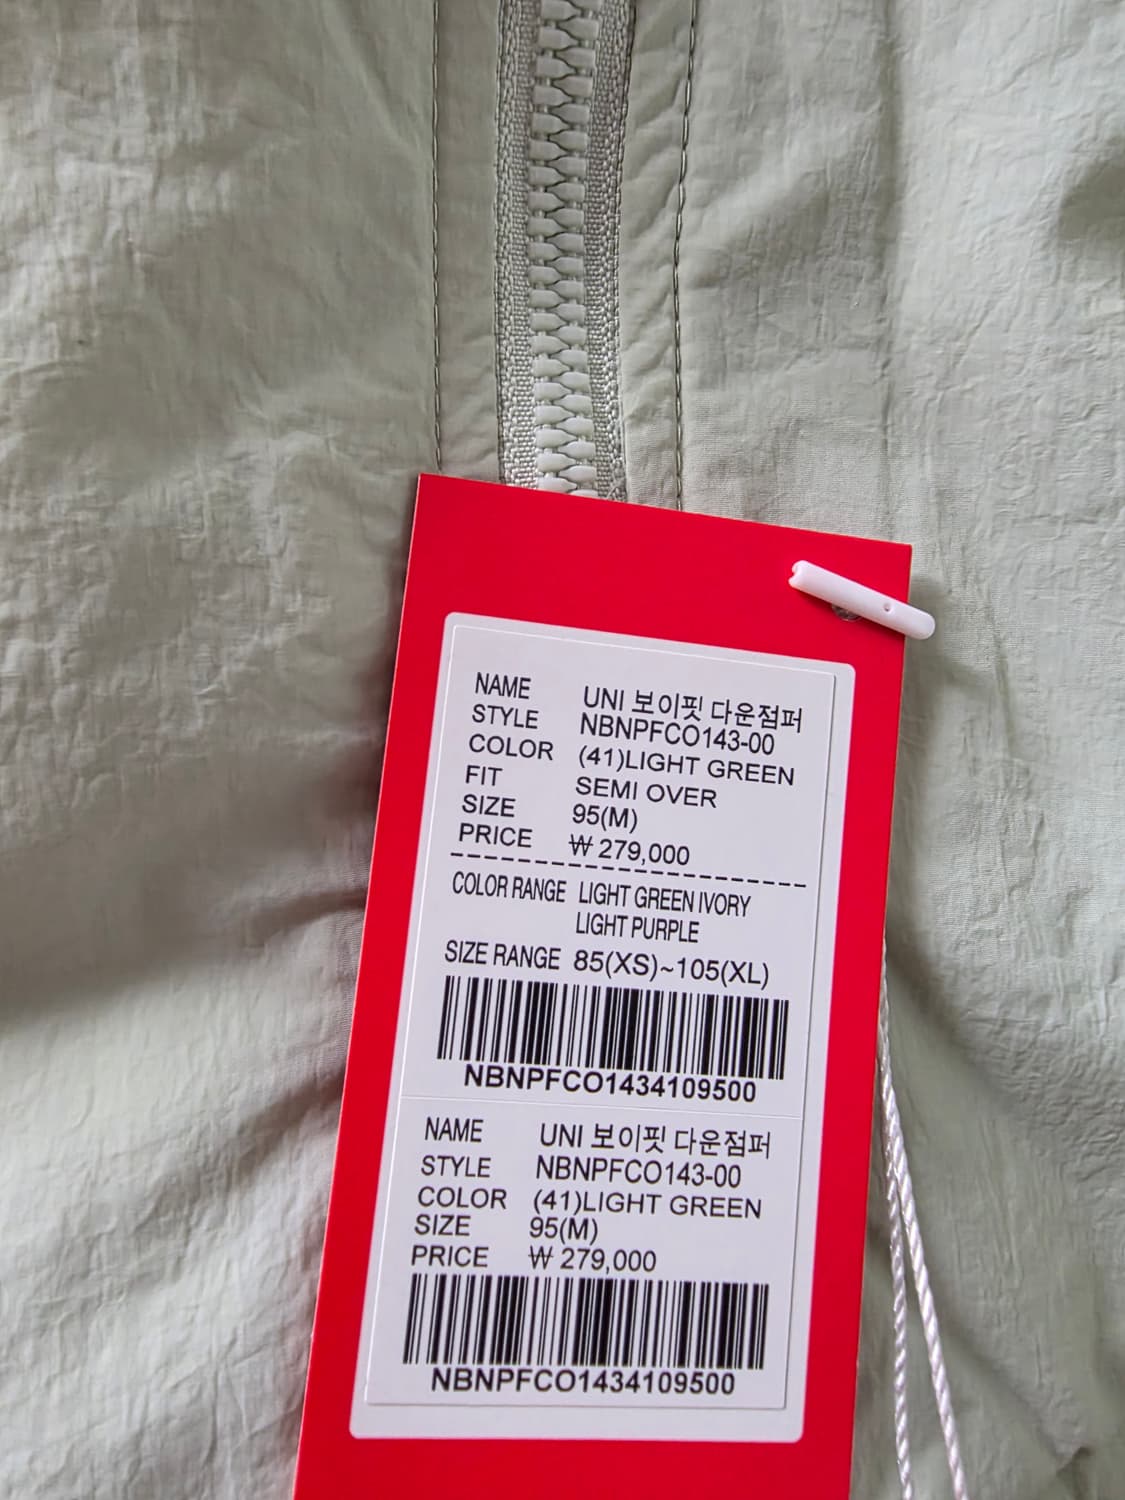 NAME UNI 보이핏 다운점퍼
STYLE NBNPFCO143-00
COLOR (41)LIGHT GREEN
FIT SEMI OVER
SIZE 95(M)
PRICE ₩ 279,000
COLOR RANGE LIGHT GREEN IVORY
LIGHT PURPLE
SIZE RANGE 85(XS)~105(XL)
NBNPFCO1434109500
NAME UNI 보이핏 다운점퍼
STYLE NBNPFCO143-00
COLOR (41)LIGHT GREEN
SIZE 95(M)
PRICE ₩ 279,000
NBNPFCO1434109500